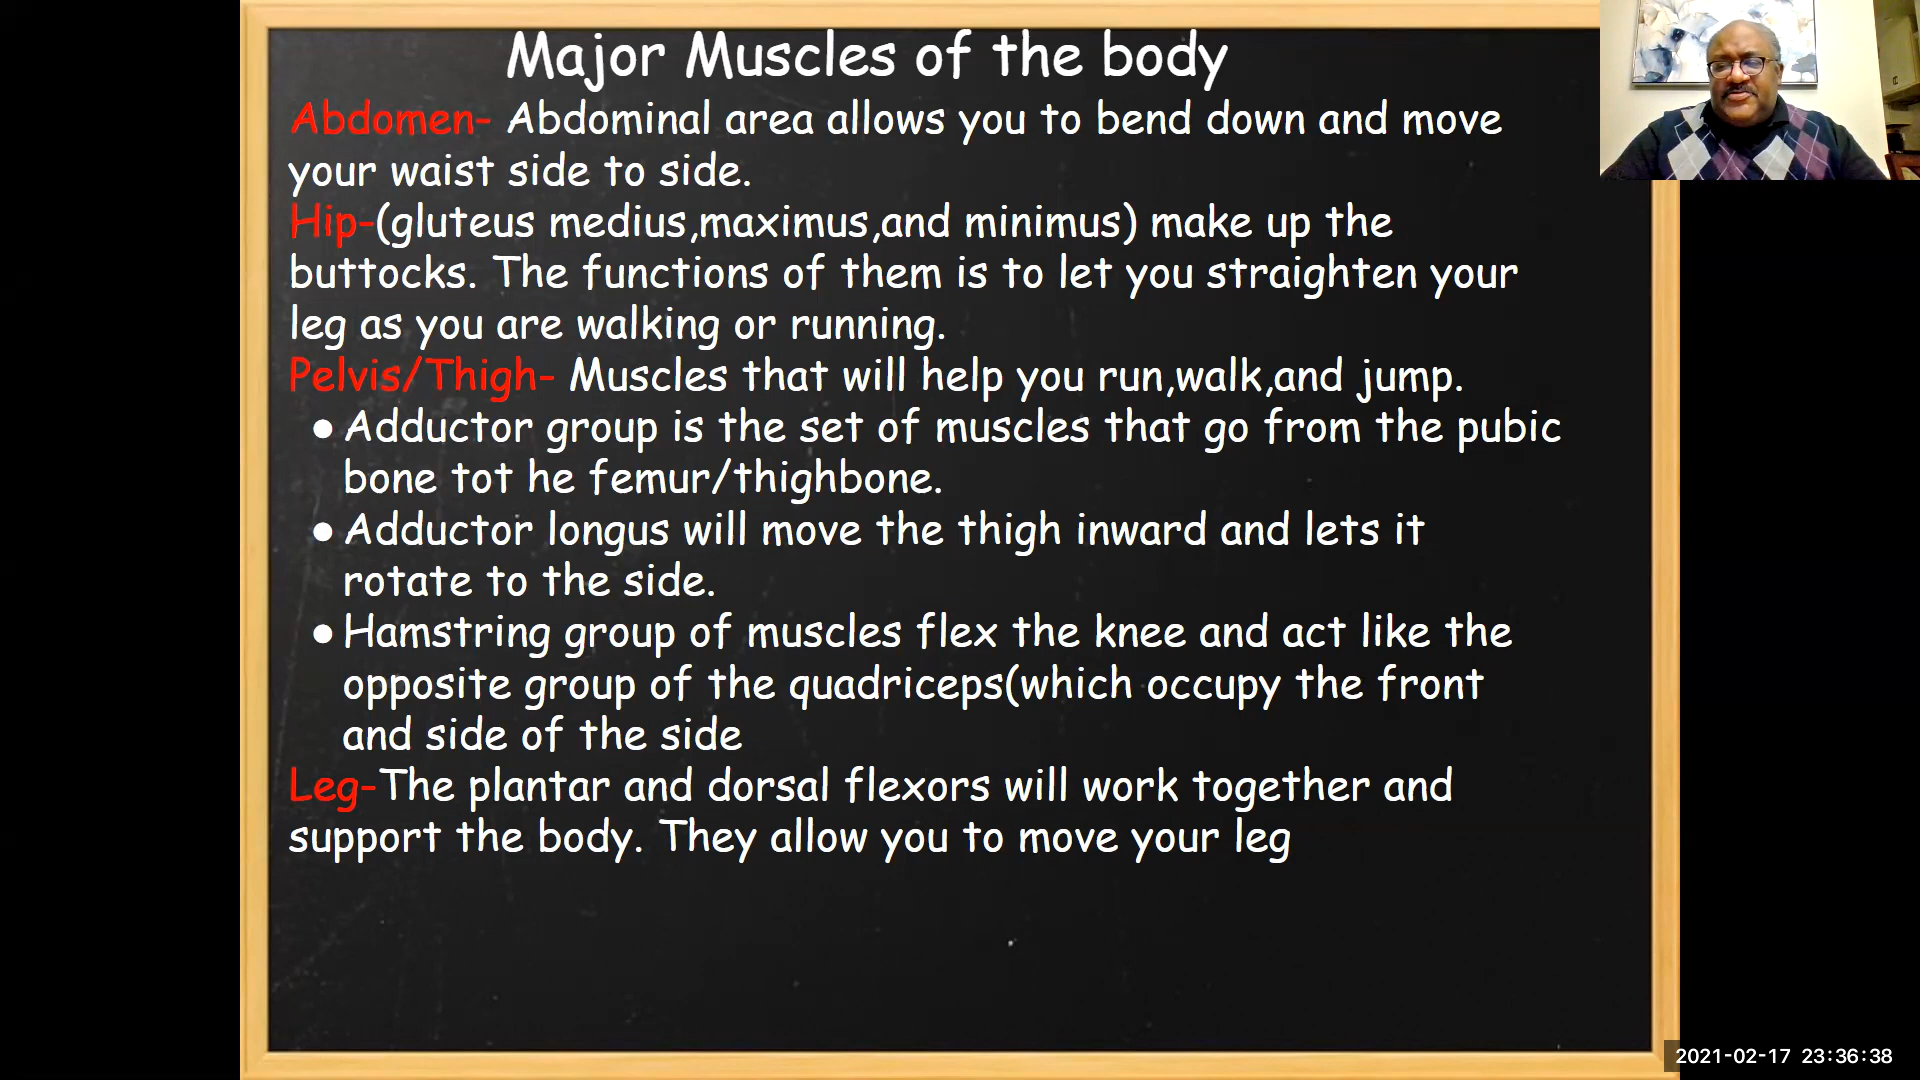 Major Muscles of the body
Abdomen- Abdominal area allows you to bend down and move
your waist side to side.
Hip-(gluteus medius,maximus,and minimus) make up the
buttocks. The functions of them is to let you straighten your
leg as you are walking or running.
Pelvis/Thigh- Muscles that will help you run,walk,and jump.
● Adductor group is the set of muscles that go from the pubic
bone tot he femur/thighbone.
● Adductor longus will move the thigh inward and lets it
rotate to the side.
● Hamstring group of muscles flex the knee and act like the
opposite group of the quadriceps(which occupy the front
and side of the side
Leg-The plantar and dorsal flexors will work together and
support the body. They allow you to move your leg
2021-02-17 23:36:38